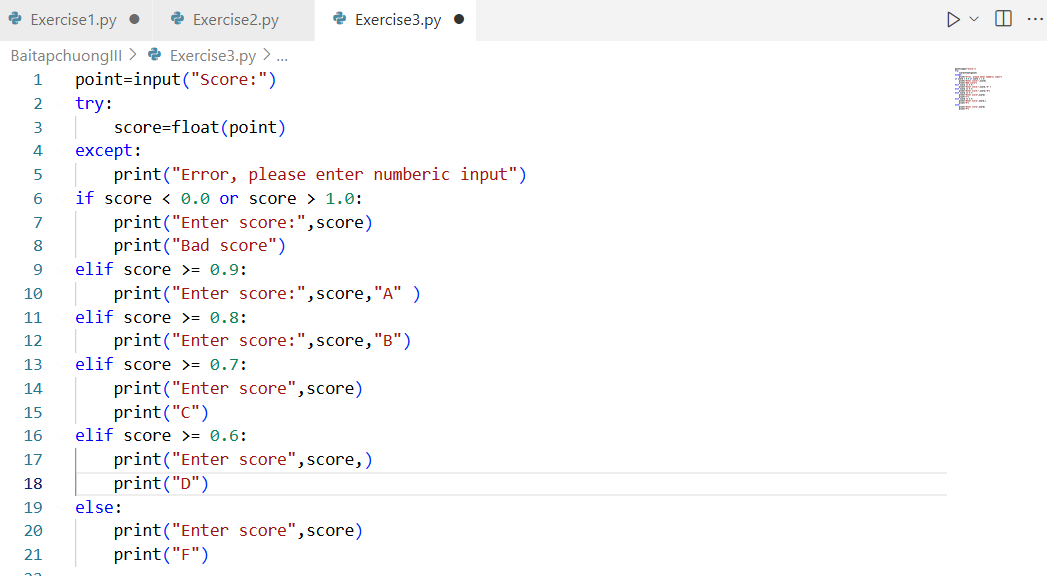 Exercise1.py Exercise2.py Exercise3.py ...
BaitapchuongIII > Exercise3.py > ...
1 point=input("Score:")
2 try:
3     score=float(point)
4 except:
5     print("Error, please enter numberic input")
6 if score < 0.0 or score > 1.0:
7     print("Enter score:",score)
8     print("Bad score")
9 elif score >= 0.9:
10     print("Enter score:",score,"A" )
11 elif score >= 0.8:
12     print("Enter score:",score,"B")
13 elif score >= 0.7:
14     print("Enter score",score)
15     print("C")
16 elif score >= 0.6:
17     print("Enter score",score,)
18     print("D")
19 else:
20     print("Enter score",score)
21     print("F")